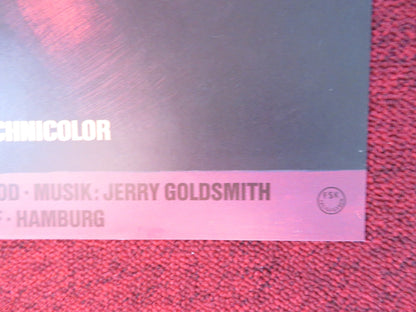 CHNICOLOR
OD · MUSIK: JERRY GOLDSMITH
· HAMBURG
FSK